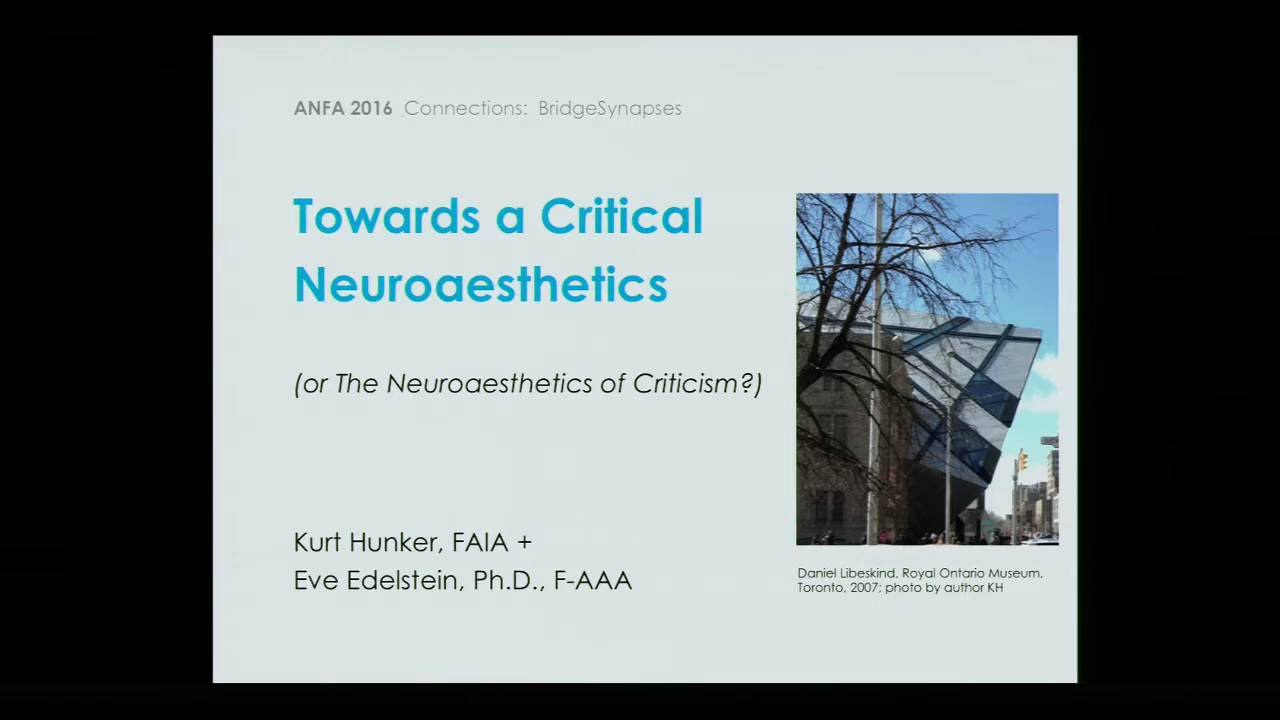 ANFA 2016 Connections: BridgeSynapses
Towards a Critical
Neuroaesthetics
(or The Neuroaesthetics of Criticism?)
Kurt Hunker, FAIA +
Eve Edelstein, Ph.D., F-AAA
Daniel Libeskind, Royal Ontario Museum,
Toronto, 2007; photo by author KH